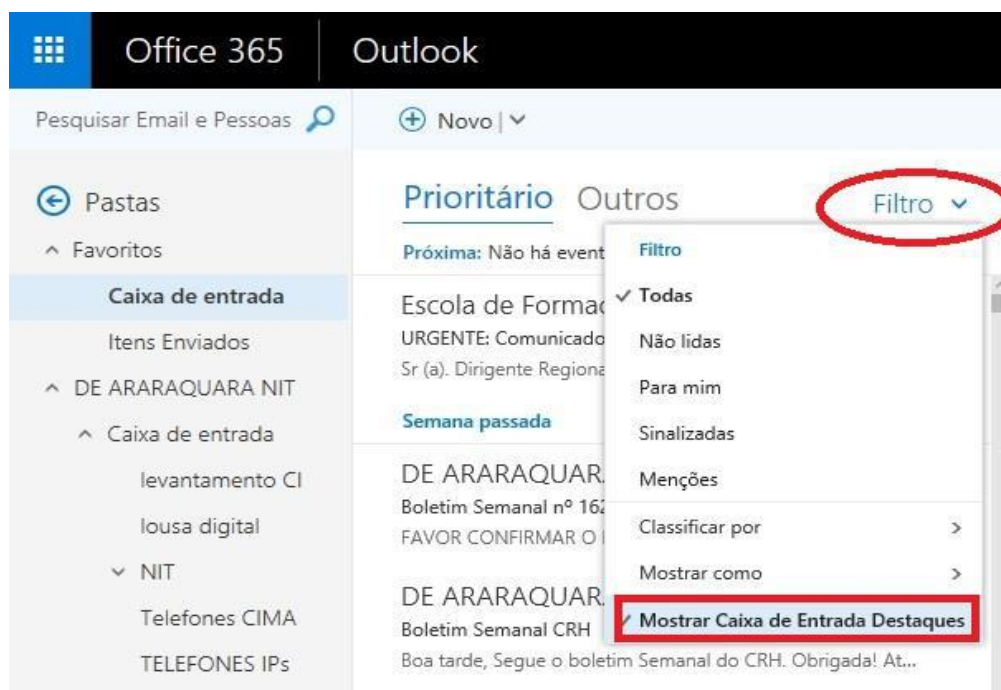 Office 365 Outlook
Pesquisar Email e Pessoas
Novo
Pastas
Favoritos
Caixa de entrada
Itens Enviados
DE ARARAQUARA NIT
Caixa de entrada
levantamento CI
lousa digital
NIT
Telefones CIMA
TELEFONES IPs
Prioritário Outros
Filtro
Próxima: Não há event
Escola de Formac
URGENTE: Comunicado
Sr (a). Dirigente Regiona
Semana passada
DE ARARAQUAR
Boletim Semanal nº 162
FAVOR CONFIRMAR O
DE ARARAQUAR
Boletim Semanal CRH
Boa tarde, Segue o boletim Semanal do CRH. Obrigada! At...
Filtro
Todas
Não lidas
Para mim
Sinalizadas
Menções
Classificar por
Mostrar como
Mostrar Caixa de Entrada Destaques